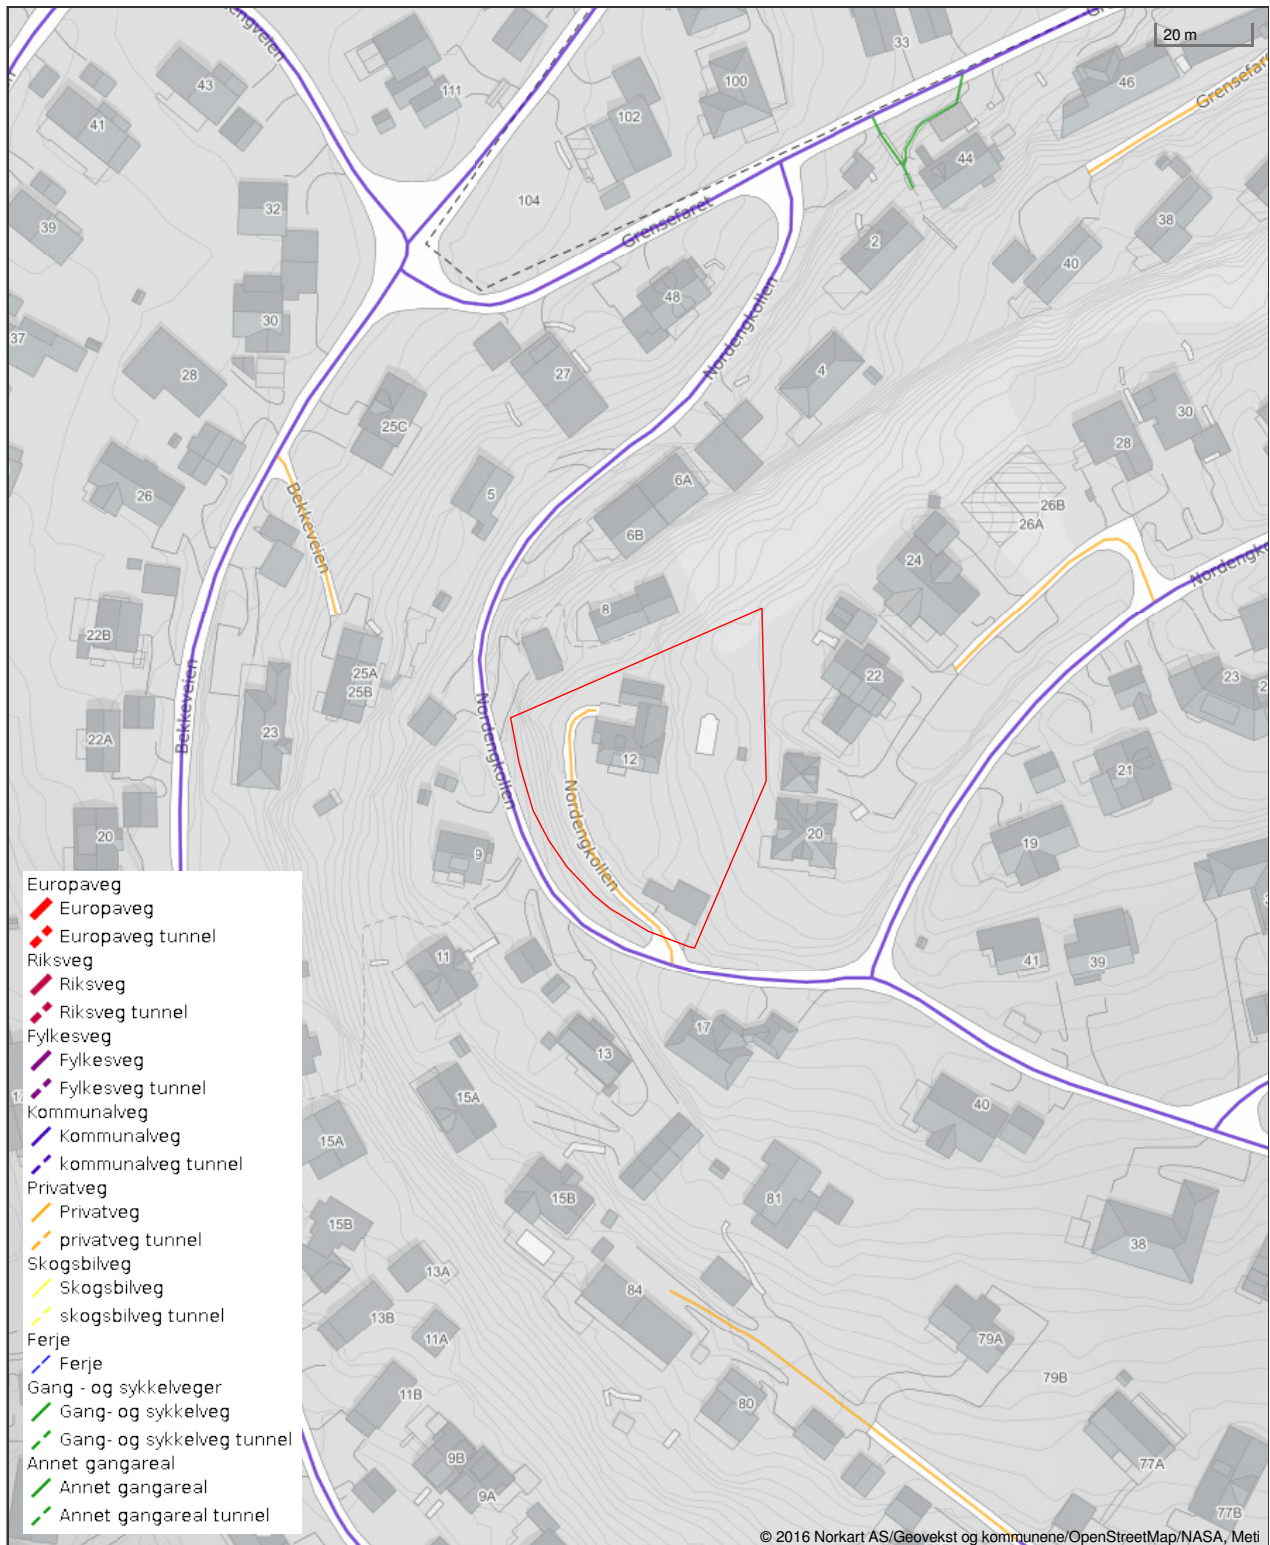 20 m
Grensefaret
43
41
39
37
32
30
28
26
111
102
100
104
33
46
44
38
40
2
48
27
4
Grensefaret
Nordengkollen
25C
5
6A
6B
28
30
26B
26A
24
Bekkeveien
8
22B
25A
25B
22
23
22A
Bekkeveien
Nordengkollen
12
Nordengkollen
20
9
20
21
19
23
41
39
11
17
13
15A
40
15A
15B
15B
81
38
13A
13B
11A
84
79A
79B
11B
80
9B
9A
77A
77B
Europaveg
Europaveg
Europaveg tunnel
Riksveg
Riksveg
Riksveg tunnel
Fylkesveg
Fylkesveg
Fylkesveg tunnel
Kommunalveg
Kommunalveg
kommunalveg tunnel
Privatveg
Privatveg
privatveg tunnel
Skogsbilveg
Skogsbilveg
skogsbilveg tunnel
Ferje
Ferje
Gang - og sykkelveger
Gang- og sykkelveg
Gang- og sykkelveg tunnel
Annet gangareal
Annet gangareal
Annet gangareal tunnel
© 2016 Norkart AS/Geovekst og kommunene/OpenStreetMap/NASA, Meti